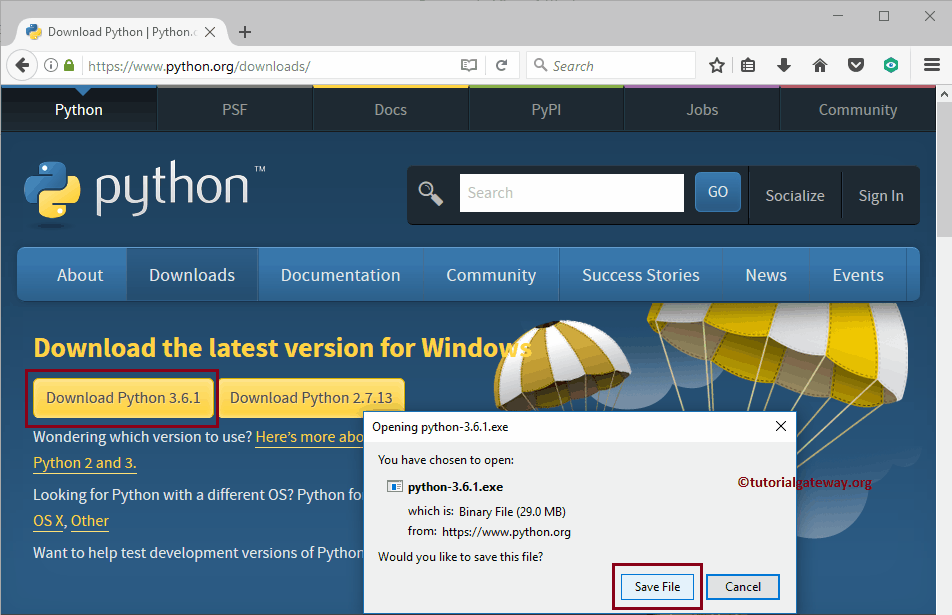 Download Python | Python.o
https://www.python.org/downloads/
Search
Python PSF Docs PyPI Jobs Community
python™
Search
GO
Socialize
Sign In
About Downloads Documentation Community Success Stories News Events
Download the latest version for Windows
Download Python 3.6.1
Download Python 2.7.13
Wondering which version to use? Here's more abo
Python 2 and 3.
Looking for Python with a different OS? Python fo
OS X, Other
Want to help test development versions of Python
Opening python-3.6.1.exe
You have chosen to open:
python-3.6.1.exe
which is: Binary File (29.0 MB)
from: https://www.python.org
Would you like to save this file?
Save File
Cancel
©tutorialgateway.org